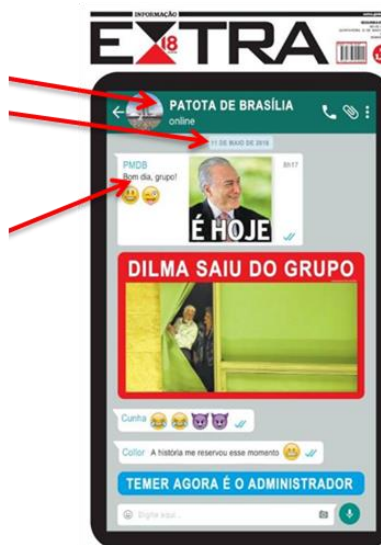 INFORMAÇÃO
EXTRA
18
PATOTA DE BRASÍLIA
online
11 DE MAIO DE 2016
PMDB
Bom dia, grupo!
8h17
É HOJE
DILMA SAIU DO GRUPO
Cunha
Collor A história me reservou esse momento
TEMER AGORA É O ADMINISTRADOR
Digite aqui...